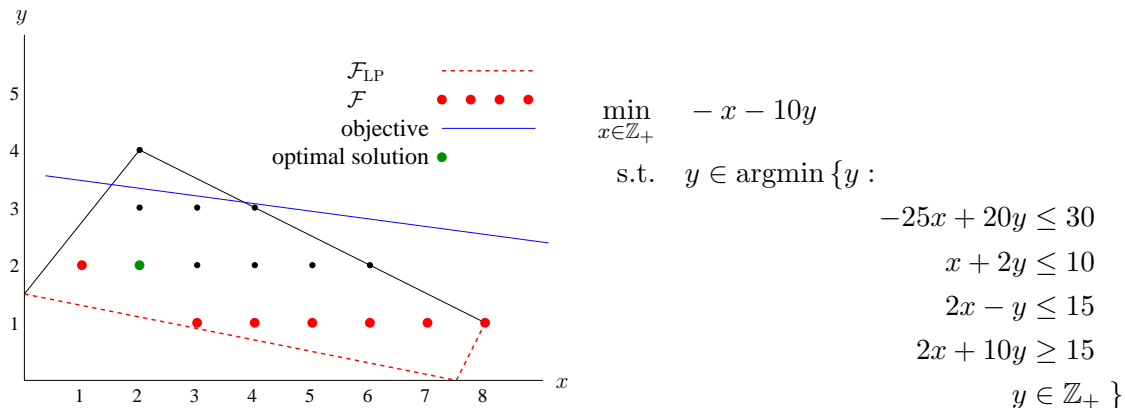 y
5
4
3
2
1
1 2 3 4 5 6 7 8 x
𝓕_LP
𝓕
objective
optimal solution
min − x − 10y
x∈ℤ₊
s.t. y ∈ argmin {y :
−25x + 20y ≤ 30
x + 2y ≤ 10
2x − y ≤ 15
2x + 10y ≥ 15
y ∈ ℤ₊ }